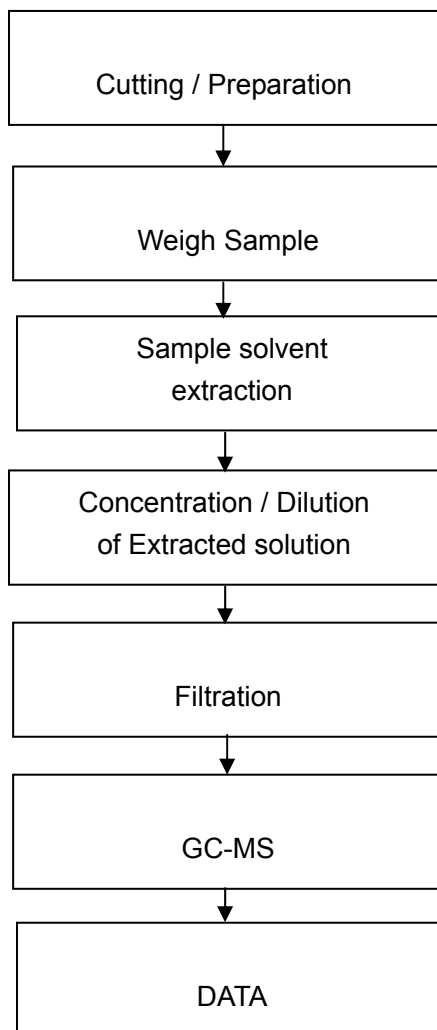 Cutting / Preparation
Weigh Sample
Sample solvent
extraction
Concentration / Dilution
of Extracted solution
Filtration
GC-MS
DATA